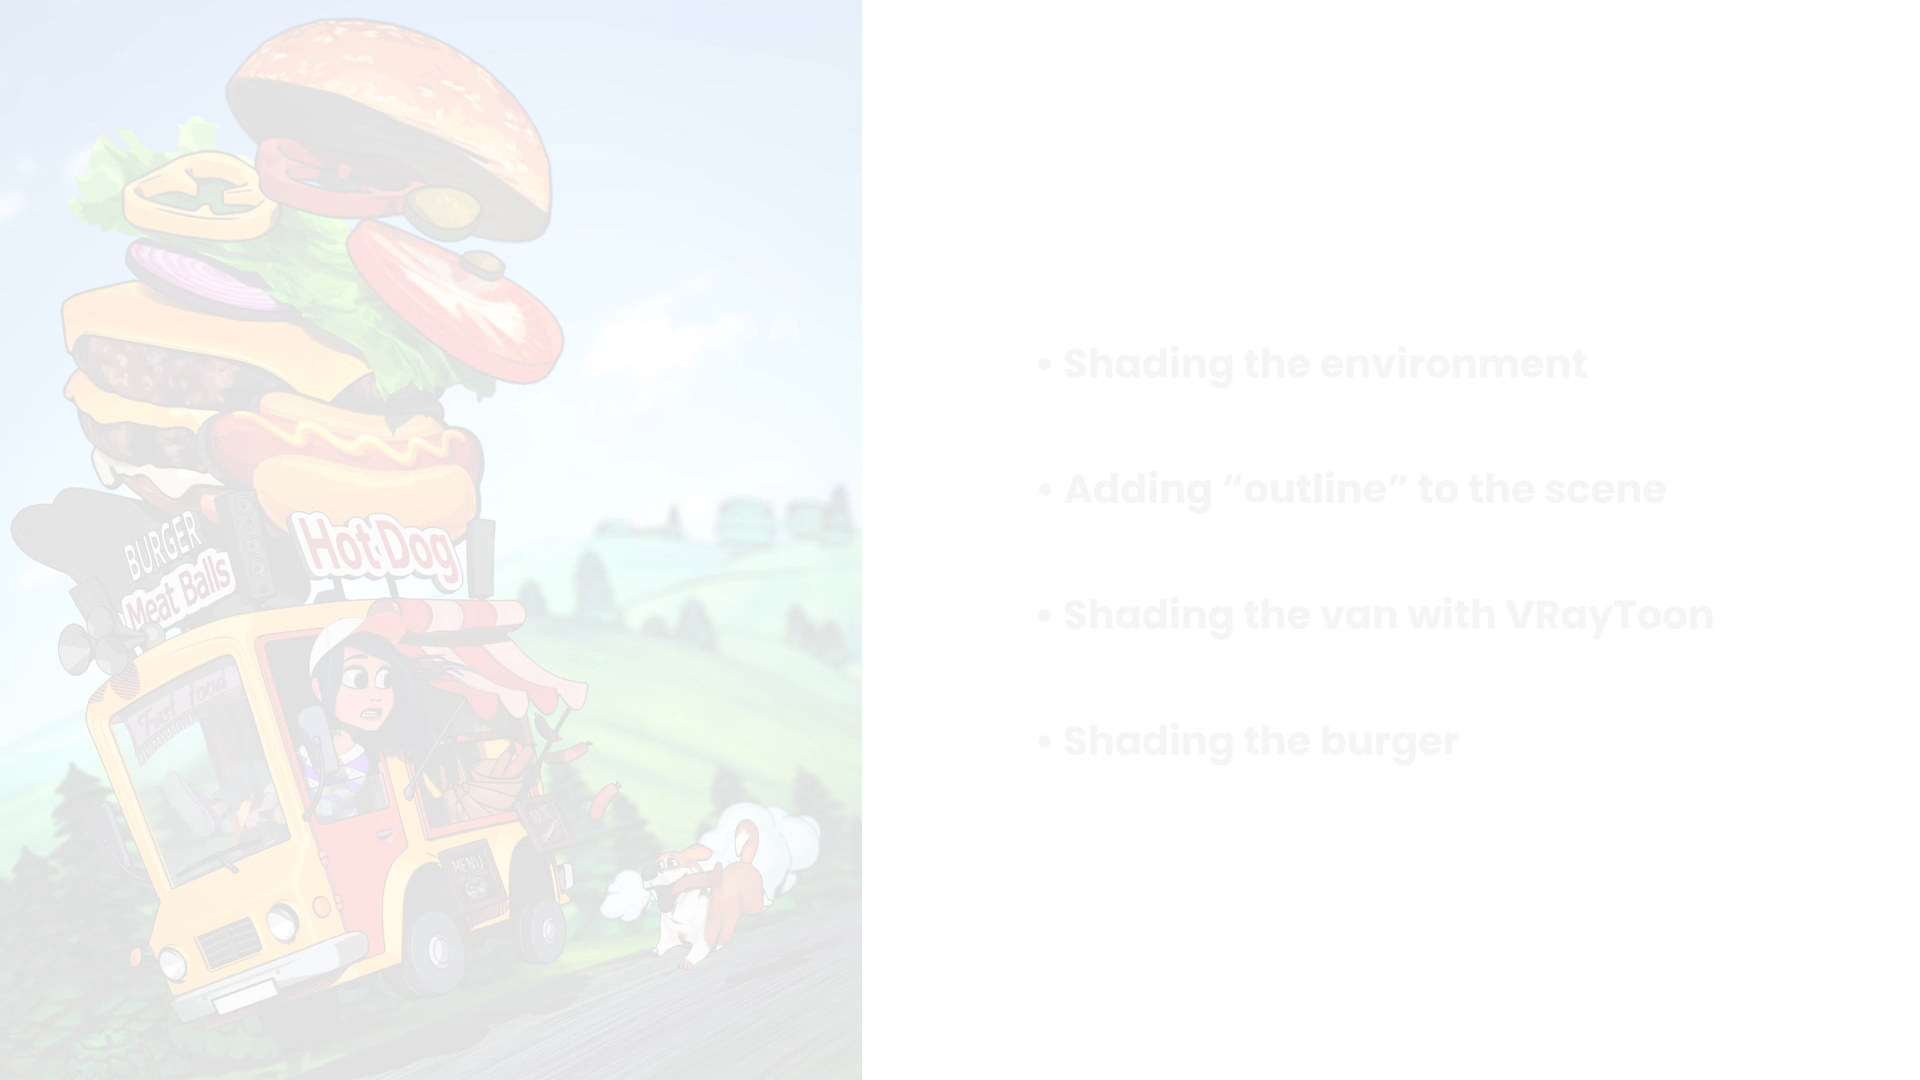 BURGER
Meat Balls
Hot Dog
Fast food
MENU
• Shading the environment
• Adding “outline” to the scene
• Shading the van with VRayToon
• Shading the burger